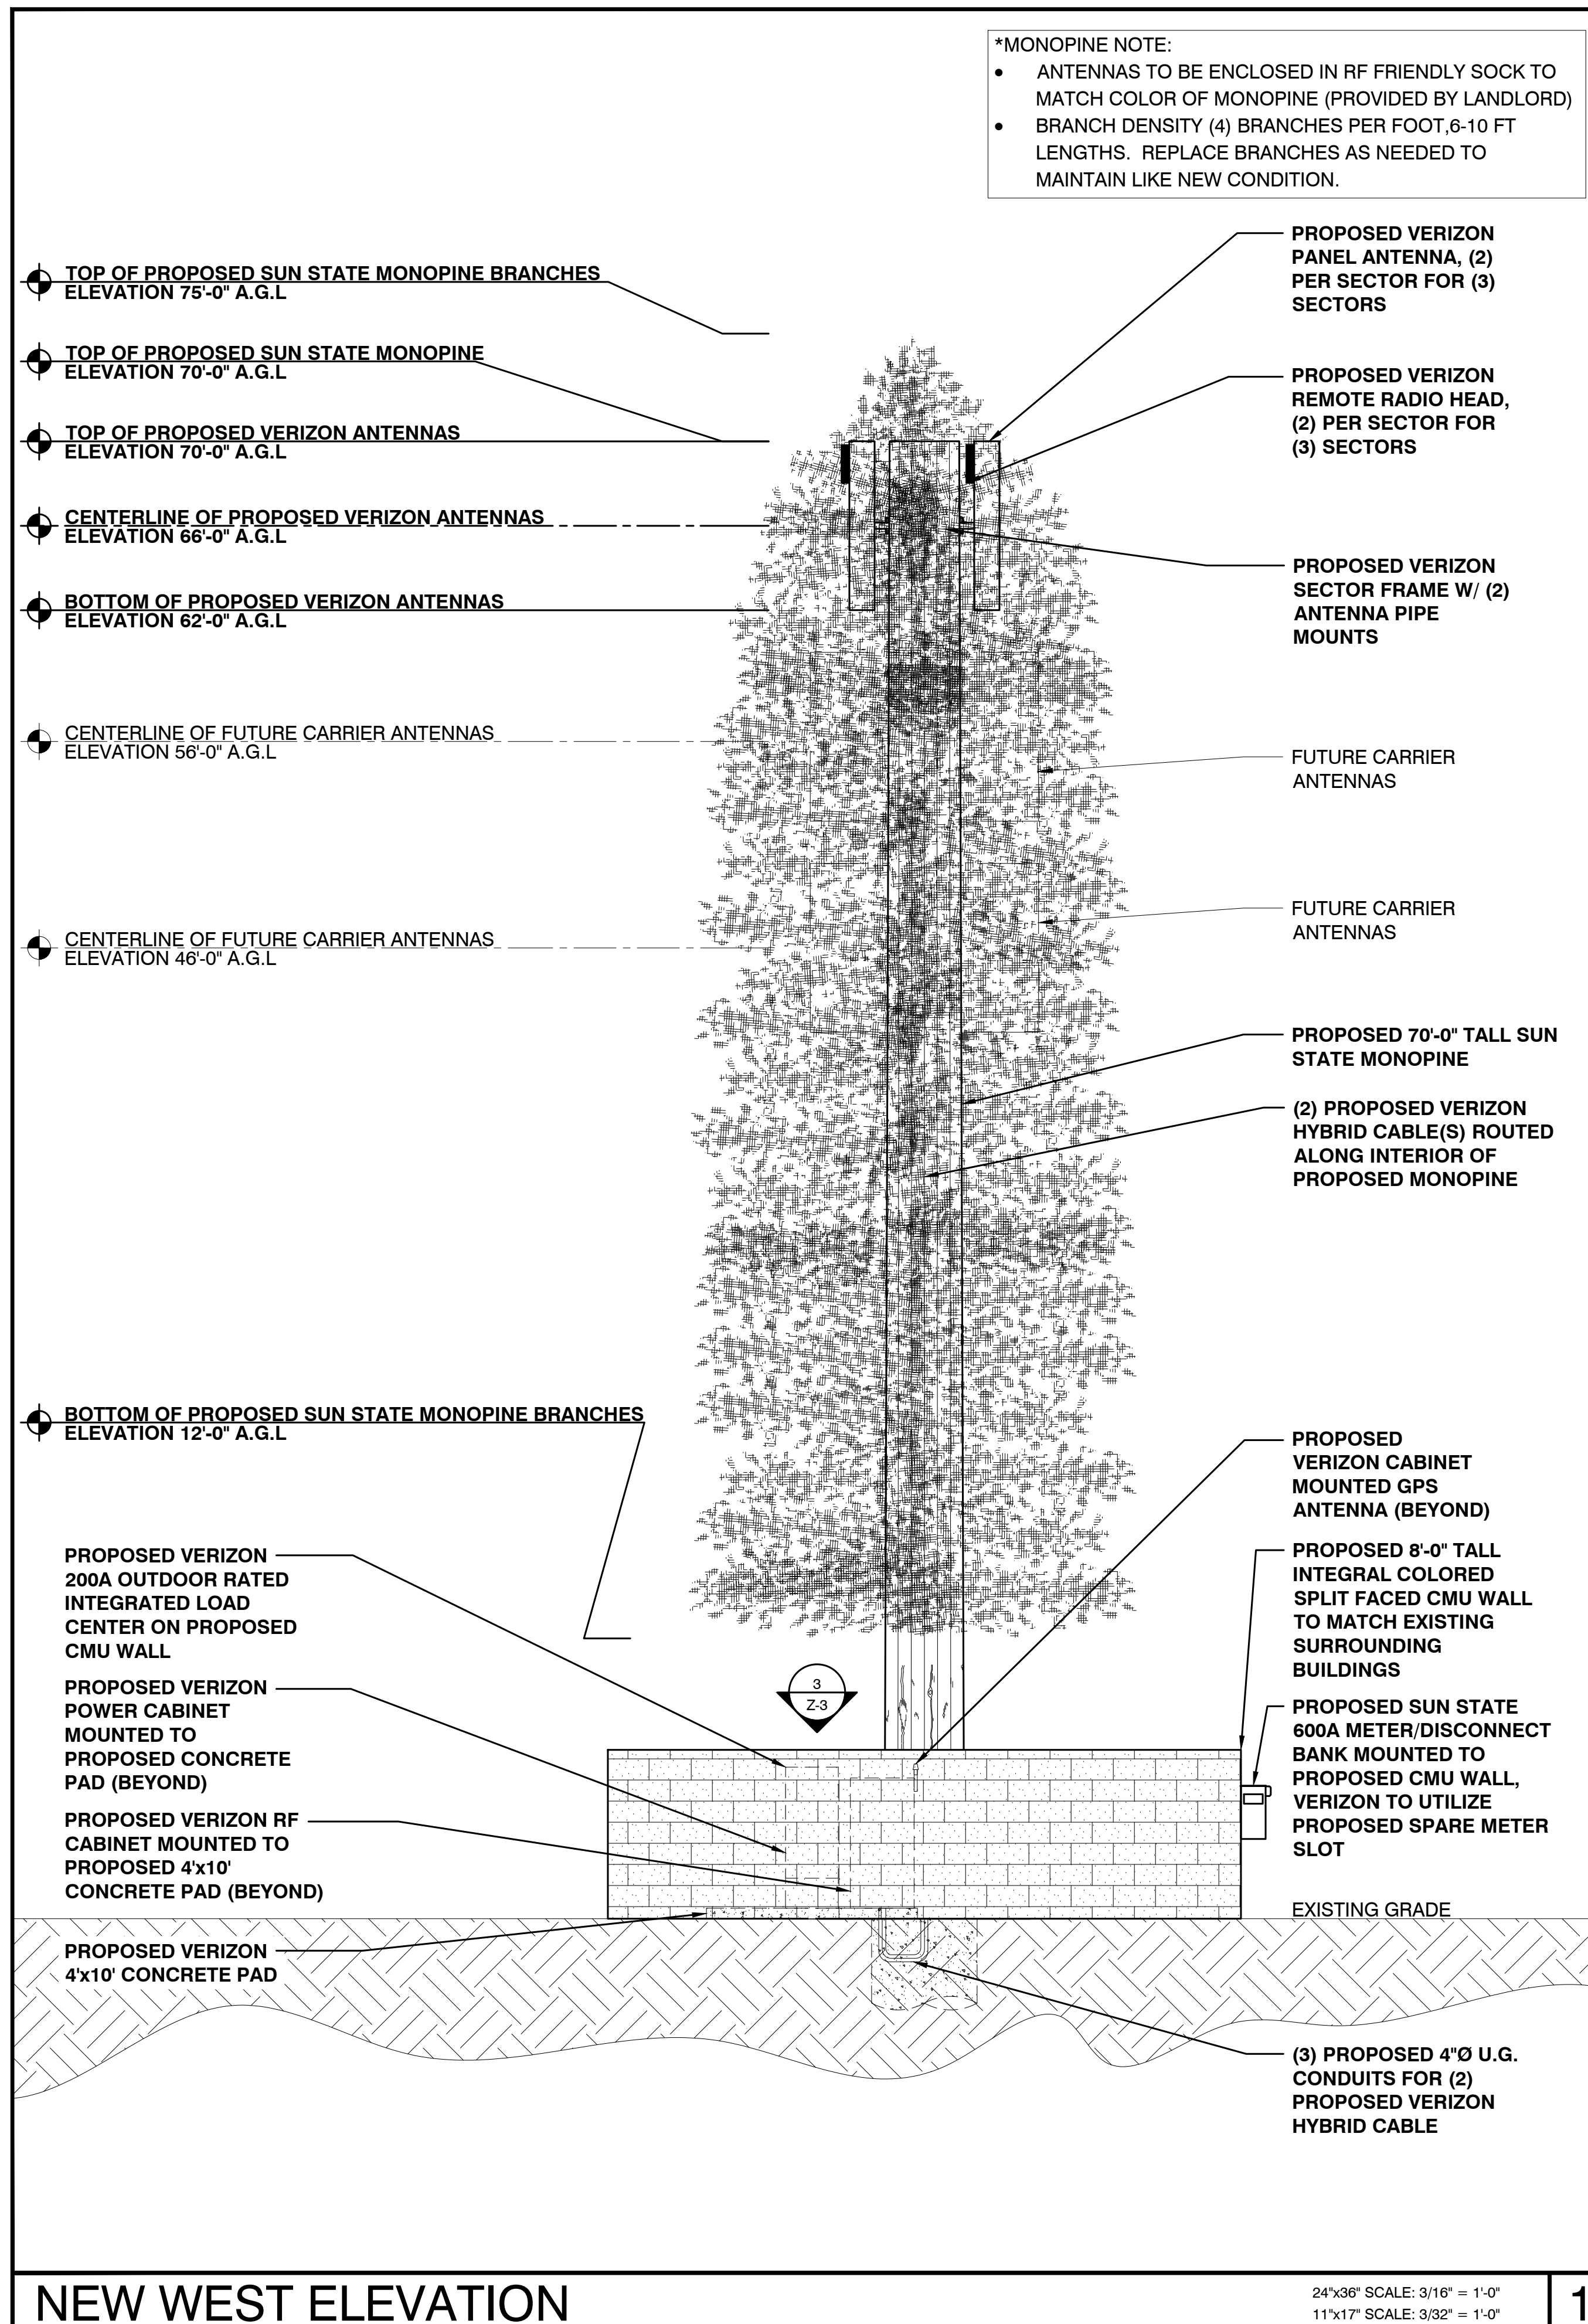 *MONOPINE NOTE:
• ANTENNAS TO BE ENCLOSED IN RF FRIENDLY SOCK TO
MATCH COLOR OF MONOPINE (PROVIDED BY LANDLORD)
• BRANCH DENSITY (4) BRANCHES PER FOOT,6-10 FT
LENGTHS. REPLACE BRANCHES AS NEEDED TO
MAINTAIN LIKE NEW CONDITION.
TOP OF PROPOSED SUN STATE MONOPINE BRANCHES
ELEVATION 75'-0" A.G.L
TOP OF PROPOSED SUN STATE MONOPINE
ELEVATION 70'-0" A.G.L
TOP OF PROPOSED VERIZON ANTENNAS
ELEVATION 70'-0" A.G.L
CENTERLINE OF PROPOSED VERIZON ANTENNAS
ELEVATION 66'-0" A.G.L
BOTTOM OF PROPOSED VERIZON ANTENNAS
ELEVATION 62'-0" A.G.L
CENTERLINE OF FUTURE CARRIER ANTENNAS
ELEVATION 56'-0" A.G.L
CENTERLINE OF FUTURE CARRIER ANTENNAS
ELEVATION 46'-0" A.G.L
BOTTOM OF PROPOSED SUN STATE MONOPINE BRANCHES
ELEVATION 12'-0" A.G.L
PROPOSED VERIZON
200A OUTDOOR RATED
INTEGRATED LOAD
CENTER ON PROPOSED
CMU WALL
PROPOSED VERIZON
POWER CABINET
MOUNTED TO
PROPOSED CONCRETE
PAD (BEYOND)
PROPOSED VERIZON RF
CABINET MOUNTED TO
PROPOSED 4'x10'
CONCRETE PAD (BEYOND)
PROPOSED VERIZON
4'x10' CONCRETE PAD
3
Z-3
PROPOSED VERIZON
PANEL ANTENNA, (2)
PER SECTOR FOR (3)
SECTORS
PROPOSED VERIZON
REMOTE RADIO HEAD,
(2) PER SECTOR FOR
(3) SECTORS
PROPOSED VERIZON
SECTOR FRAME W/ (2)
ANTENNA PIPE
MOUNTS
FUTURE CARRIER
ANTENNAS
FUTURE CARRIER
ANTENNAS
PROPOSED 70'-0" TALL SUN
STATE MONOPINE
(2) PROPOSED VERIZON
HYBRID CABLE(S) ROUTED
ALONG INTERIOR OF
PROPOSED MONOPINE
PROPOSED
VERIZON CABINET
MOUNTED GPS
ANTENNA (BEYOND)
PROPOSED 8'-0" TALL
INTEGRAL COLORED
SPLIT FACED CMU WALL
TO MATCH EXISTING
SURROUNDING
BUILDINGS
PROPOSED SUN STATE
600A METER/DISCONNECT
BANK MOUNTED TO
PROPOSED CMU WALL,
VERIZON TO UTILIZE
PROPOSED SPARE METER
SLOT
EXISTING GRADE
(3) PROPOSED 4"Ø U.G.
CONDUITS FOR (2)
PROPOSED VERIZON
HYBRID CABLE
NEW WEST ELEVATION
24"x36" SCALE: 3/16" = 1'-0"
11"x17" SCALE: 3/32" = 1'-0"
1